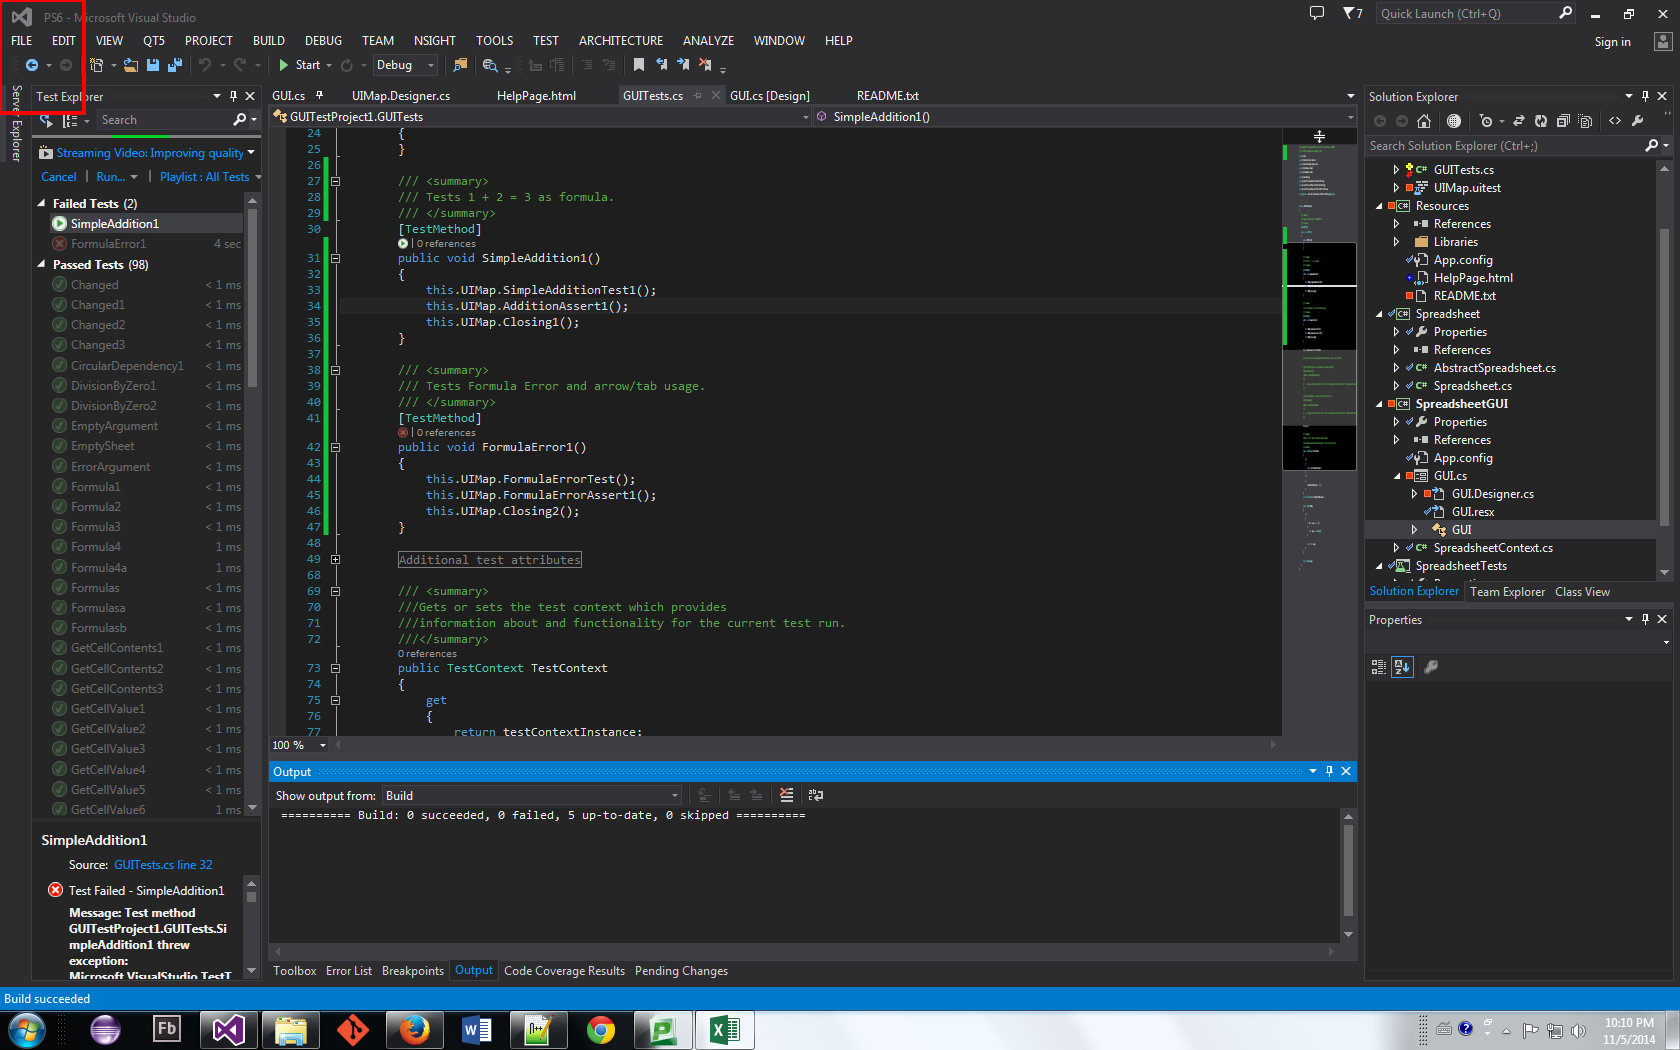 PS6 - Microsoft Visual Studio
7
Quick Launch (Ctrl+Q)
FILE EDIT VIEW QT5 PROJECT BUILD DEBUG TEAM NSIGHT TOOLS TEST ARCHITECTURE ANALYZE WINDOW HELP
Sign in
Start
Debug
Server Explorer
Test Explorer
Search
Streaming Video: Improving quality
Cancel | Run... | Playlist : All Tests
Failed Tests (2)
SimpleAddition1
FormulaError1 4 sec
Passed Tests (98)
Changed < 1 ms
Changed1 < 1 ms
Changed2 < 1 ms
Changed3 < 1 ms
CircularDependency1 < 1 ms
DivisionByZero1 < 1 ms
DivisionByZero2 < 1 ms
EmptyArgument < 1 ms
EmptySheet < 1 ms
ErrorArgument < 1 ms
Formula1 < 1 ms
Formula2 < 1 ms
Formula3 < 1 ms
Formula4 1 ms
Formula4a 1 ms
Formulas < 1 ms
Formulasa < 1 ms
Formulasb < 1 ms
GetCellContents1 < 1 ms
GetCellContents2 < 1 ms
GetCellContents3 < 1 ms
GetCellValue1 < 1 ms
GetCellValue2 < 1 ms
GetCellValue3 < 1 ms
GetCellValue4 < 1 ms
GetCellValue5 < 1 ms
GetCellValue6 1 ms
SimpleAddition1
Source: GUITests.cs line 32
Test Failed - SimpleAddition1
Message: Test method
GUITestProject1.GUITests.Si
mpleAddition1 threw
exception:
Microsoft.VisualStudio.TestT
GUI.cs UIMap.Designer.cs HelpPage.html GUITests.cs GUI.cs [Design] README.txt
GUITestProject1.GUITests SimpleAddition1()
24 {
25 }
26
27 /// <summary>
28 /// Tests 1 + 2 = 3 as formula.
29 /// </summary>
30 [TestMethod]
| 0 references
31 public void SimpleAddition1()
32 {
33 this.UIMap.SimpleAdditionTest1();
34 this.UIMap.AdditionAssert1();
35 this.UIMap.Closing1();
36 }
37
38 /// <summary>
39 /// Tests Formula Error and arrow/tab usage.
40 /// </summary>
41 [TestMethod]
| 0 references
42 public void FormulaError1()
43 {
44 this.UIMap.FormulaErrorTest();
45 this.UIMap.FormulaErrorAssert1();
46 this.UIMap.Closing2();
47 }
48
49 Additional test attributes
68
69 /// <summary>
70 ///Gets or sets the test context which provides
71 ///information about and functionality for the current test run.
72 ///</summary>
0 references
73 public TestContext TestContext
74 {
75 get
76 {
77 return testContextInstance;
100 %
Output
Show output from: Build
========== Build: 0 succeeded, 0 failed, 5 up-to-date, 0 skipped ==========
Toolbox Error List Breakpoints Output Code Coverage Results Pending Changes
Solution Explorer
Search Solution Explorer (Ctrl+;)
GUITests.cs
UIMap.uitest
Resources
References
Libraries
App.config
HelpPage.html
README.txt
Spreadsheet
Properties
References
AbstractSpreadsheet.cs
Spreadsheet.cs
SpreadsheetGUI
Properties
References
App.config
GUI.cs
GUI.Designer.cs
GUI.resx
GUI
SpreadsheetContext.cs
SpreadsheetTests
Solution Explorer Team Explorer Class View
Properties
Build succeeded
Fb
10:10 PM
11/5/2014